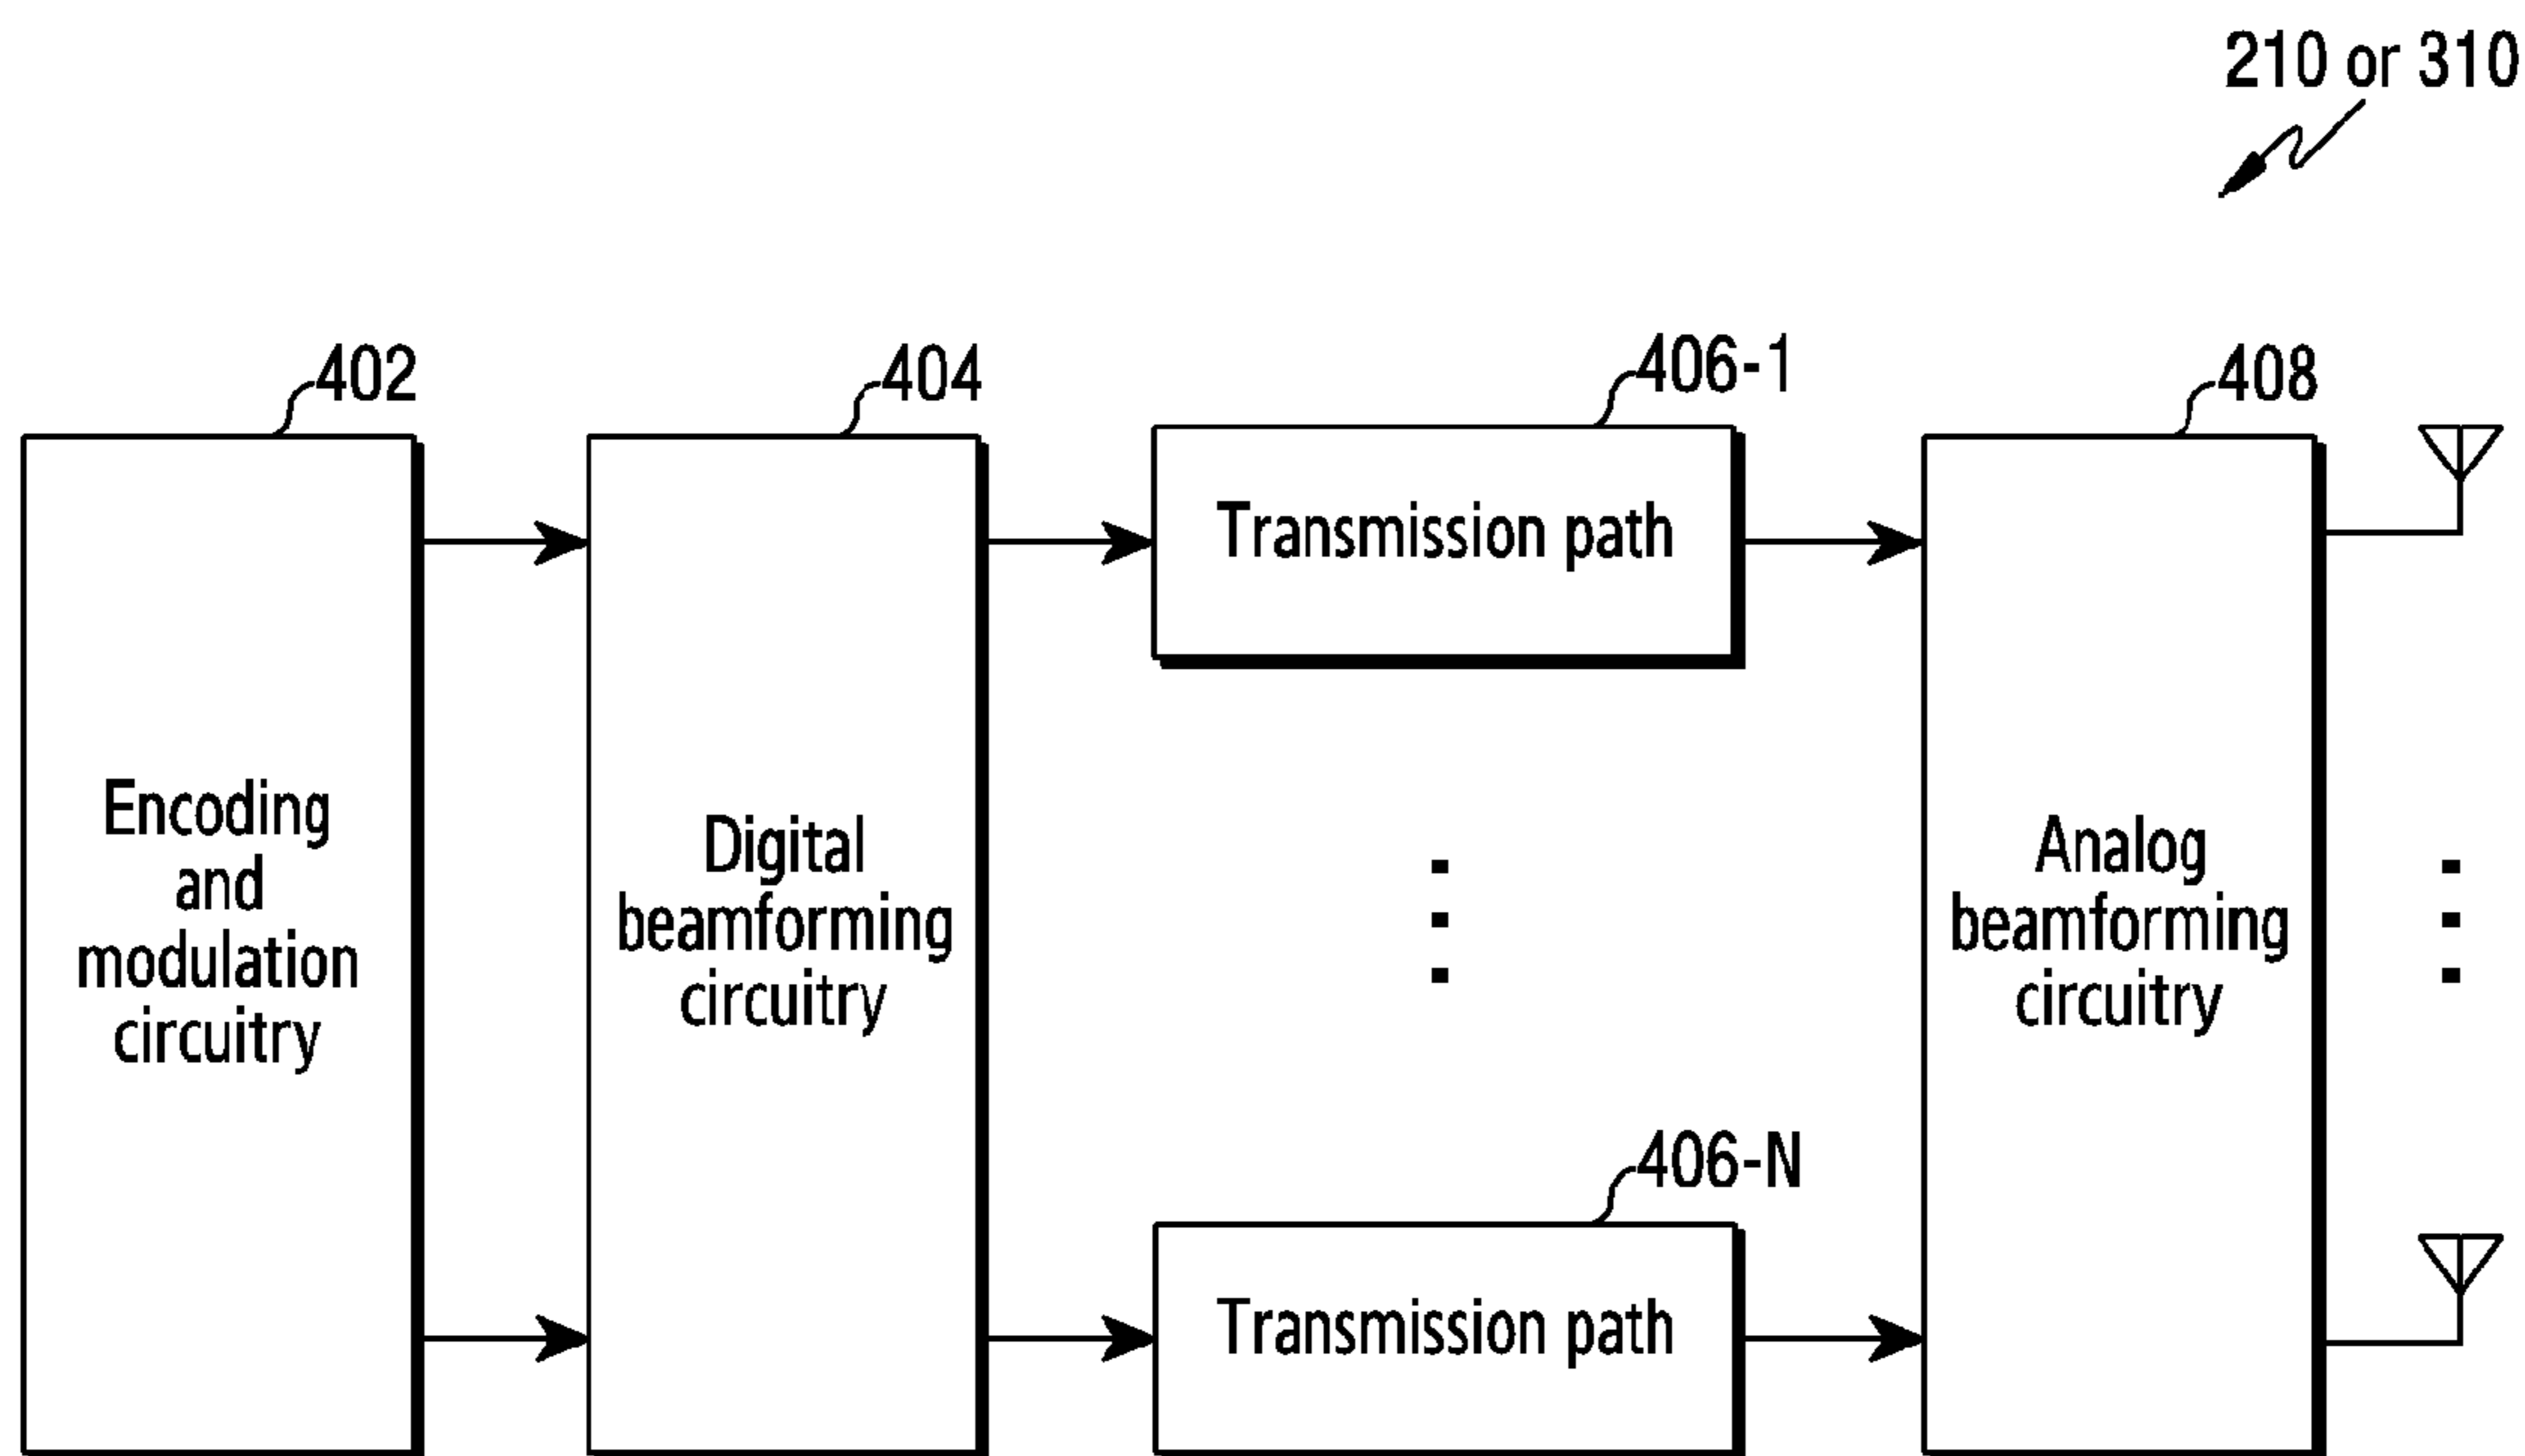 210 or 310
402
404
406-1
408
Transmission path
Encoding
and
modulation
circuitry
Digital
beamforming
circuitry
Analog
beamforming
circuitry
406-N
Transmission path